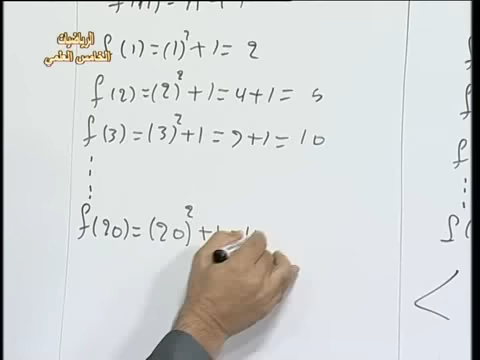 الرياضيات
الخامس العلمي
f(1)=(1)²+1=2
f(2)=(2)²+1=4+1=5
f(3)=(3)²+1=9+1=10
f(20)=(20)²+1